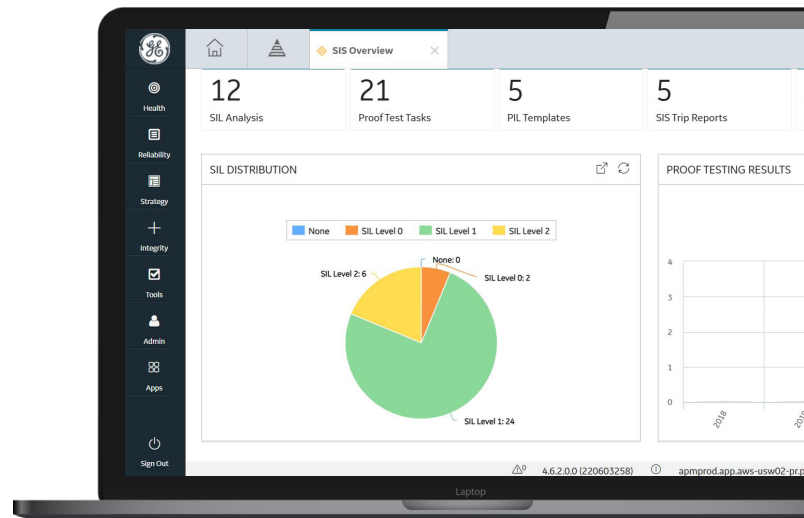 GE
SIS Overview
12
21
5
5
SIL Analysis
Proof Test Tasks
PIL Templates
SIS Trip Reports
Health
Reliability
Strategy
Integrity
Tools
Admin
Apps
Sign Out
SIL DISTRIBUTION
PROOF TESTING RESULTS
None
SIL Level 0
SIL Level 1
SIL Level 2
None: 0
SIL Level 2: 6
SIL Level 0: 2
SIL Level 1: 24
4
3
2
1
0
2018
2019
0
4.6.2.0.0 (220603258)
apmprod.app.aws-usw02-pr.p
Laptop